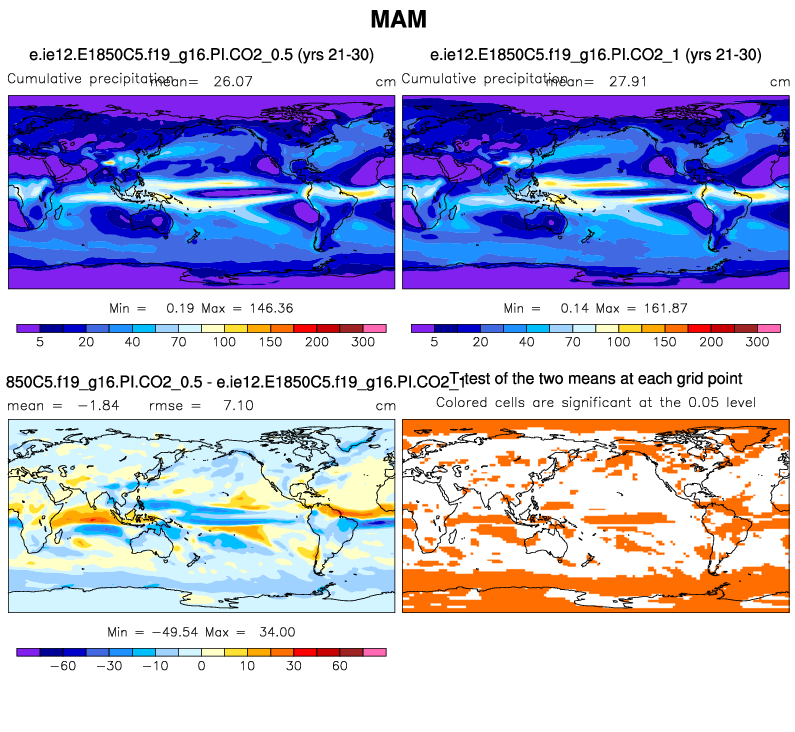 MAM
e.ie12.E1850C5.f19_g16.PI.CO2_0.5 (yrs 21-30)
e.ie12.E1850C5.f19_g16.PI.CO2_1 (yrs 21-30)
Cumulative precipitation mean= 26.07 cm
Cumulative precipitation mean= 27.91 cm
Min = 0.19 Max = 146.36
Min = 0.14 Max = 161.87
5 20 40 70 100 150 200 300
5 20 40 70 100 150 200 300
850C5.f19_g16.PI.CO2_0.5 - e.ie12.E1850C5.f19_g16.PI.CO2_1
T-test of the two means at each grid point
mean = −1.84 rmse = 7.10 cm
Colored cells are significant at the 0.05 level
Min = −49.54 Max = 34.00
−60 −30 −10 0 10 30 60